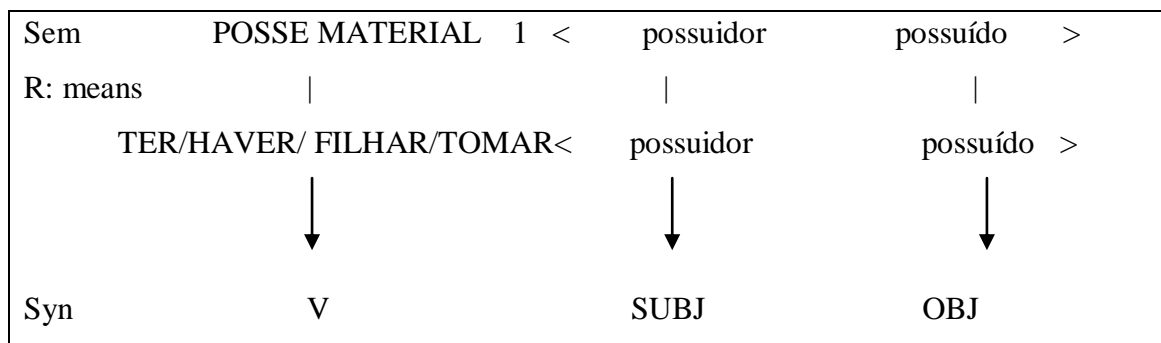 Sem POSSE MATERIAL 1 < possuidor possuído >
R: means | | |
TER/HAVER/ FILHAR/TOMAR< possuidor possuído >
Syn V SUBJ OBJ